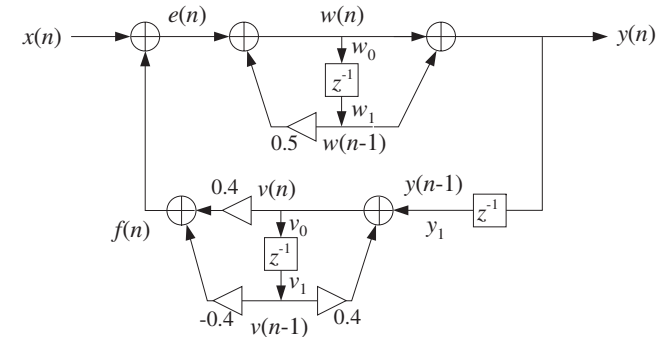 e(n)
w(n)
x(n)
y(n)
w₀
z⁻¹
w₁
0.5
w(n-1)
0.4
v(n)
y(n-1)
f(n)
v₀
y₁
z⁻¹
z⁻¹
v₁
-0.4
v(n-1)
0.4